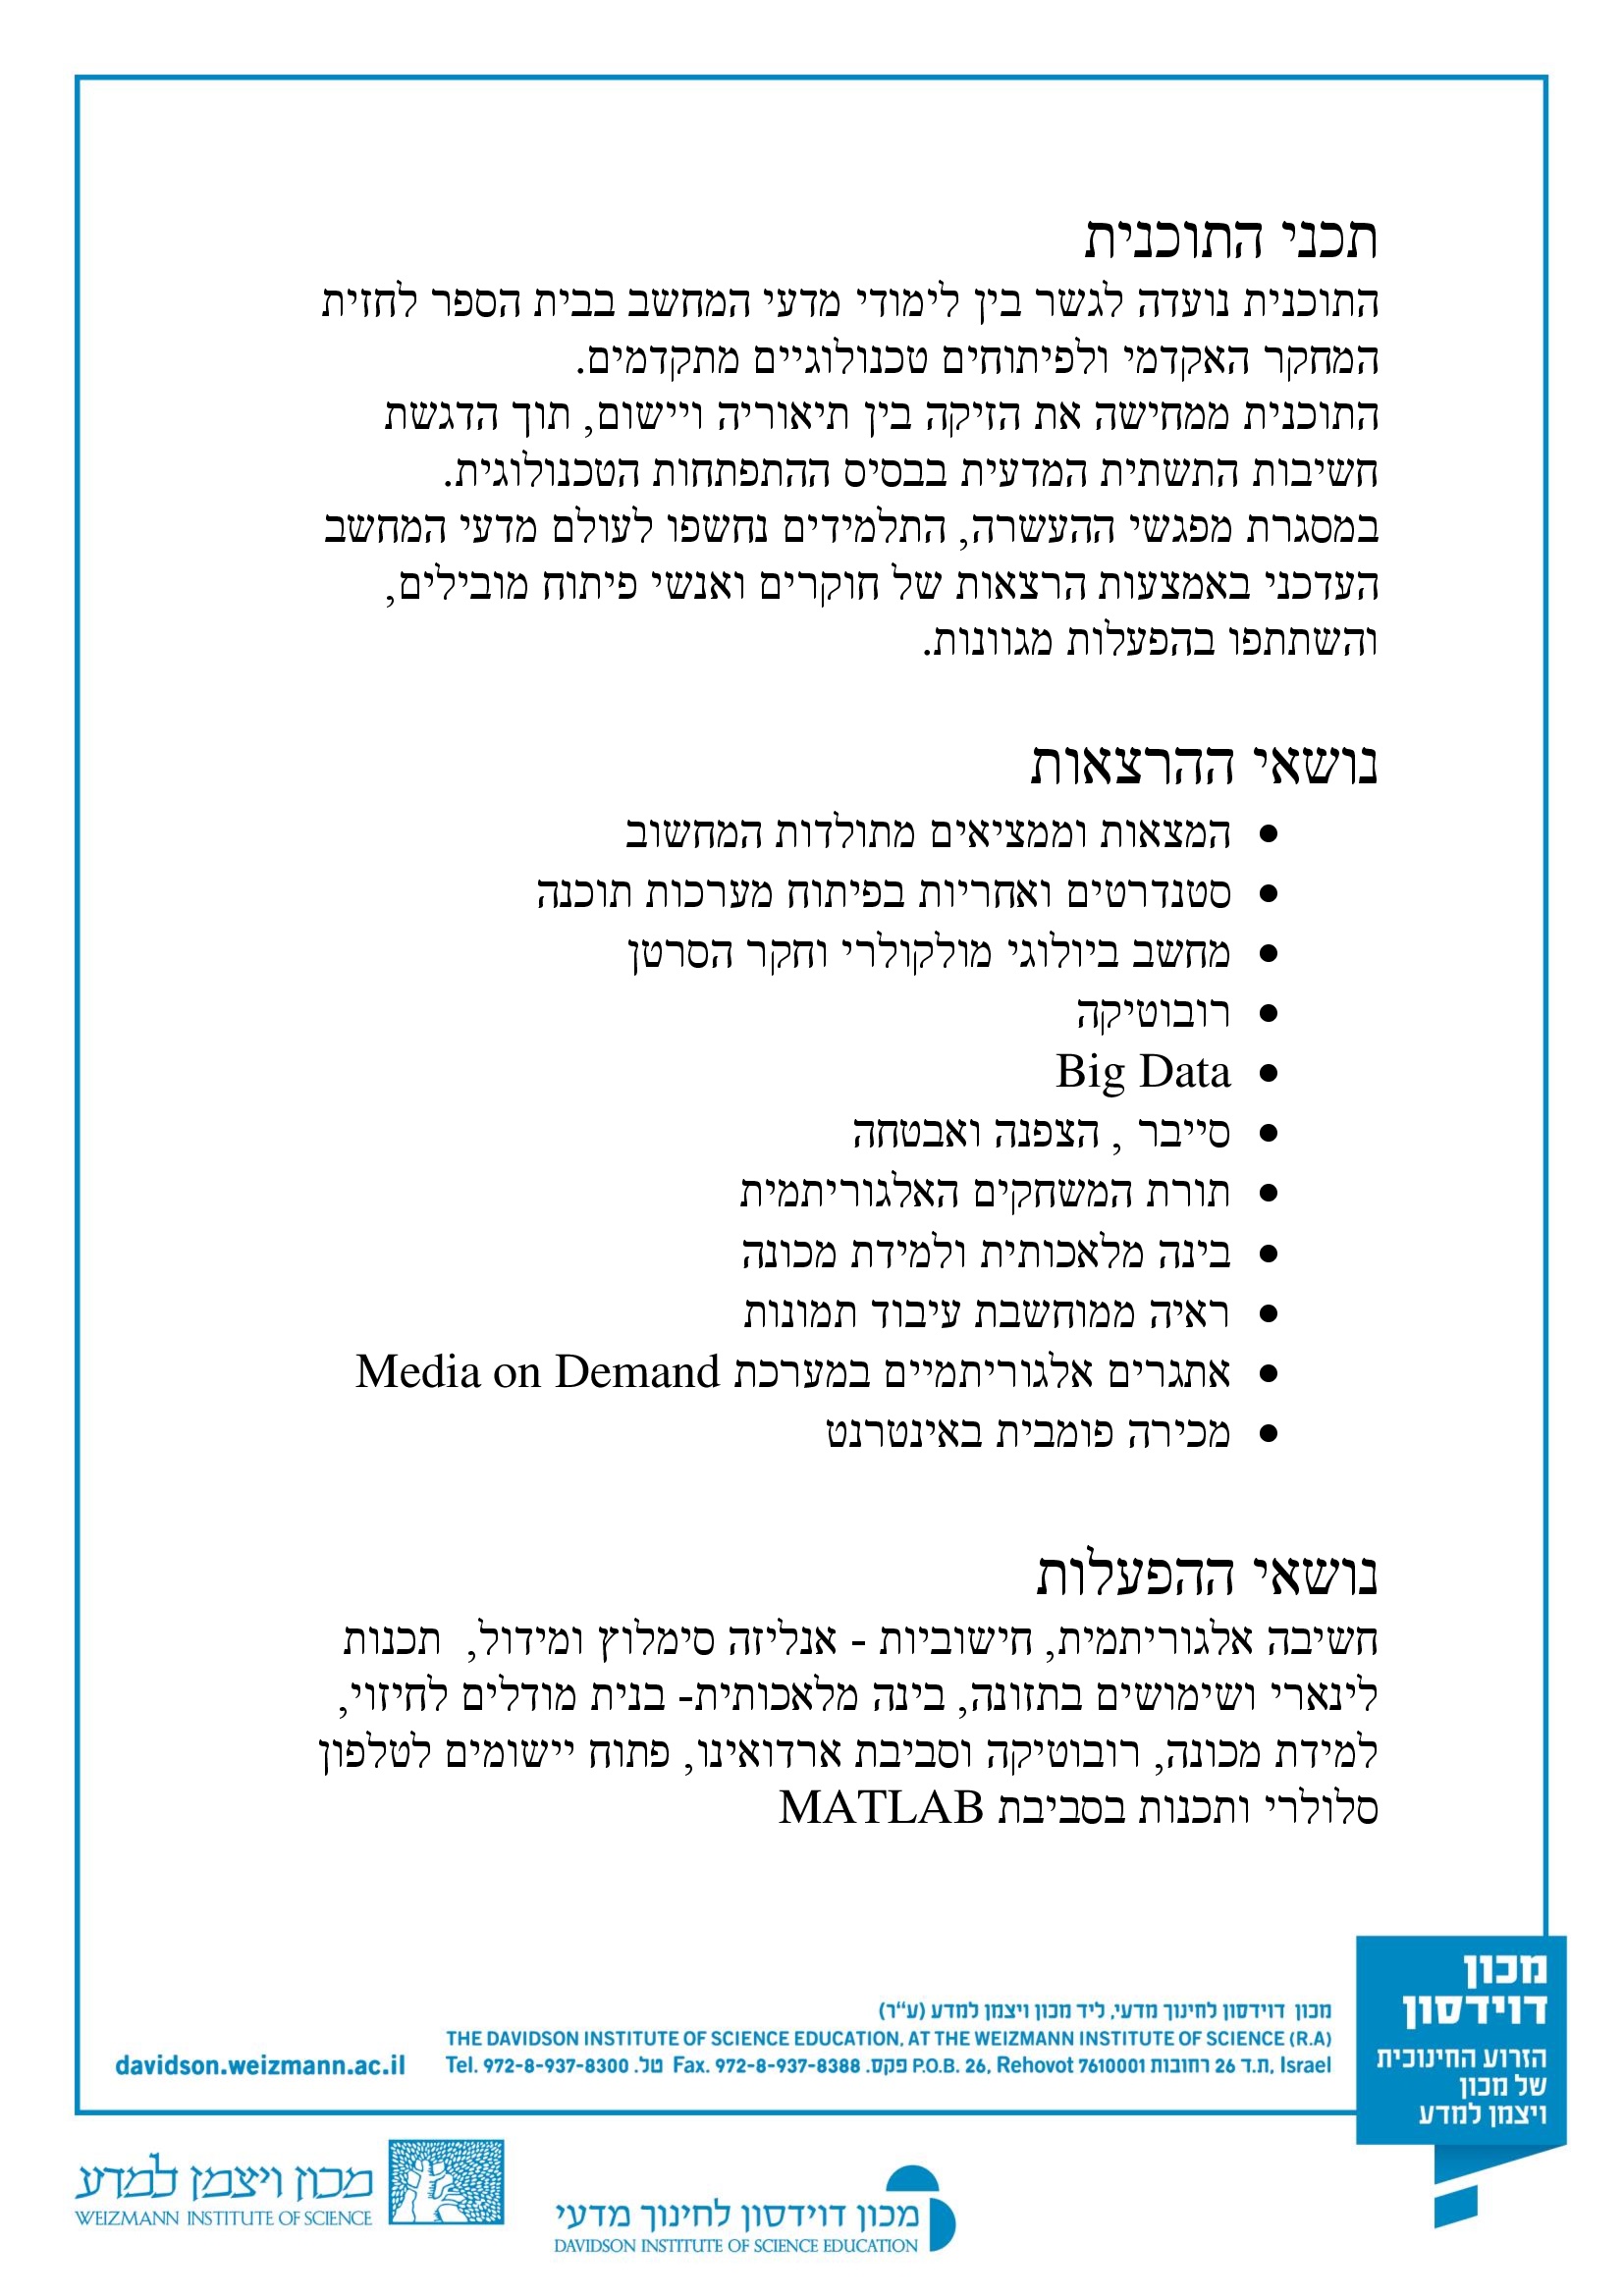 תכני התוכנית
התוכנית נועדה לגשר בין לימודי מדעי המחשב בבית הספר לחזית
המחקר האקדמי ולפיתוחים טכנולוגיים מתקדמים.
התוכנית ממחישה את הזיקה בין תיאוריה ויישום, תוך הדגשת
חשיבות התשתית המדעית בבסיס ההתפתחות הטכנולוגית.
במסגרת מפגשי ההעשרה, התלמידים נחשפו לעולם מדעי המחשב
העדכני באמצעות הרצאות של חוקרים ואנשי פיתוח מובילים,
והשתתפו בהפעלות מגוונות.
נושאי ההרצאות
• המצאות וממציאים מתולדות המחשוב
• סטנדרטים ואחריות בפיתוח מערכות תוכנה
• מחשב ביולוגי מולקולרי וחקר הסרטן
• רובוטיקה
• Big Data
• סייבר , הצפנה ואבטחה
• תורת המשחקים האלגוריתמית
• בינה מלאכותית ולמידת מכונה
• ראיה ממוחשבת עיבוד תמונות
• אתגרים אלגוריתמיים במערכת Media on Demand
• מכירה פומבית באינטרנט
נושאי ההפעלות
חשיבה אלגוריתמית, חישוביות - אנליזה סימלוץ ומידול, תכנות
לינארי ושימושים בתזונה, בינה מלאכותית- בנית מודלים לחיזוי,
למידת מכונה, רובוטיקה וסביבת ארדואינו, פתוח יישומים לטלפון
סלולרי ותכנות בסביבת MATLAB
מכון
דוידסון
הזרוע החינוכית
של מכון
ויצמן למדע
מכון דוידסון לחינוך מדעי, ליד מכון ויצמן למדע (ע"ר)
THE DAVIDSON INSTITUTE OF SCIENCE EDUCATION, AT THE WEIZMANN INSTITUTE OF SCIENCE (R.A)
Tel. 972-8-937-8300 .טל Fax. 972-8-937-8388 .פקס P.O.B. 26, Rehovot 7610001 ת.ד 26 רחובות, Israel
davidson.weizmann.ac.il
מכון ויצמן למדע
WEIZMANN INSTITUTE OF SCIENCE
מכון דוידסון לחינוך מדעי
DAVIDSON INSTITUTE OF SCIENCE EDUCATION